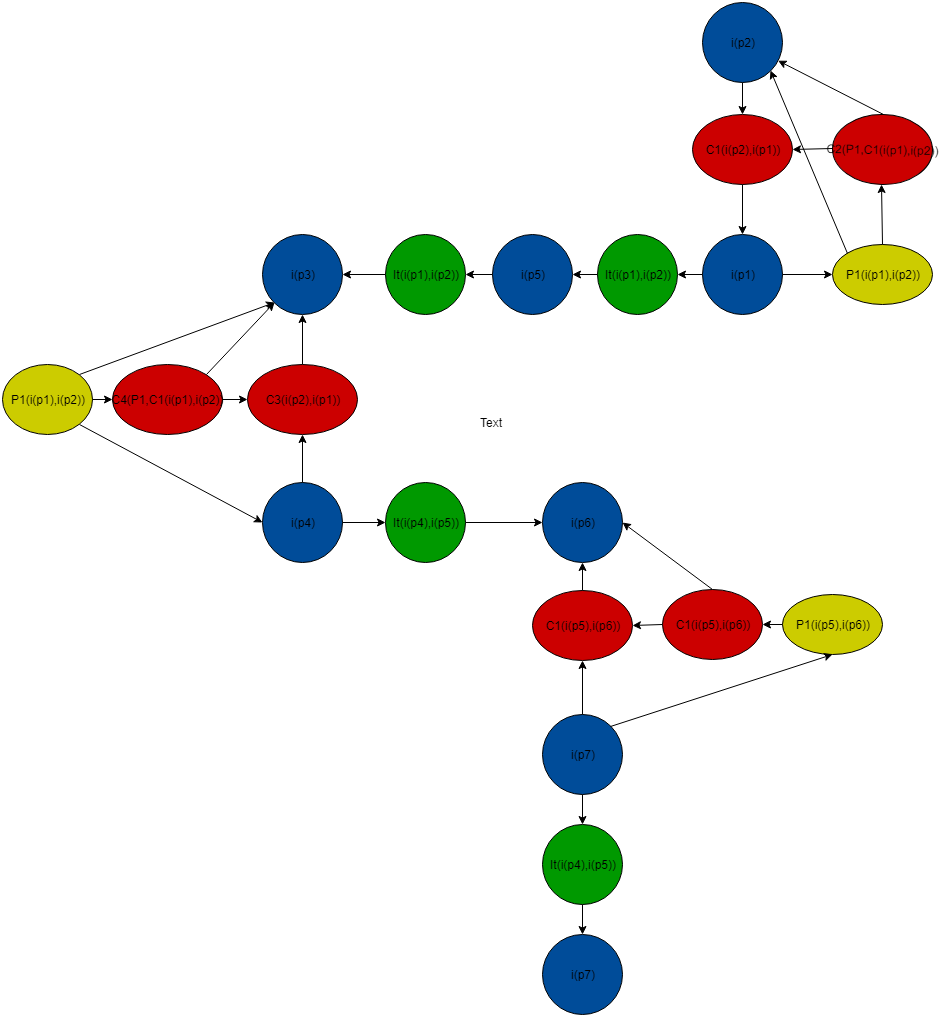 i(p2)
C1(i(p2),i(p1))
C2(P1,C1(i(p1),i(p2))
i(p3)
It(i(p1),i(p2))
i(p5)
It(i(p1),i(p2))
i(p1)
P1(i(p1),i(p2))
P1(i(p1),i(p2))
C4(P1,C1(i(p1),i(p2))
C3(i(p2),i(p1))
Text
i(p4)
It(i(p4),i(p5))
i(p6)
C1(i(p5),i(p6))
C1(i(p5),i(p6))
P1(i(p5),i(p6))
i(p7)
It(i(p4),i(p5))
i(p7)